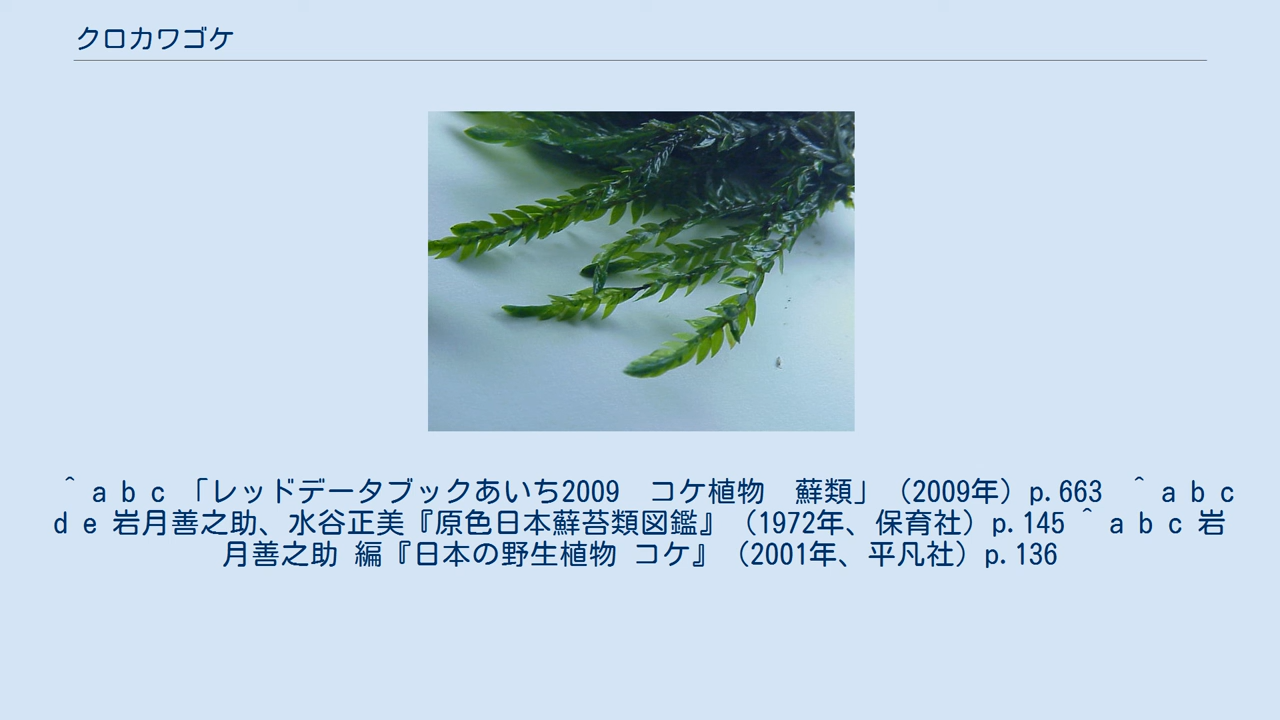 クロカワゴケ
^ a b c 「レッドデータブックあいち2009　コケ植物　蘚類」（2009年）p.663　^ a b c
d e 岩月善之助、水谷正美『原色日本蘚苔類図鑑』（1972年、保育社）p.145 ^ a b c 岩
月善之助 編『日本の野生植物 コケ』（2001年、平凡社）p.136